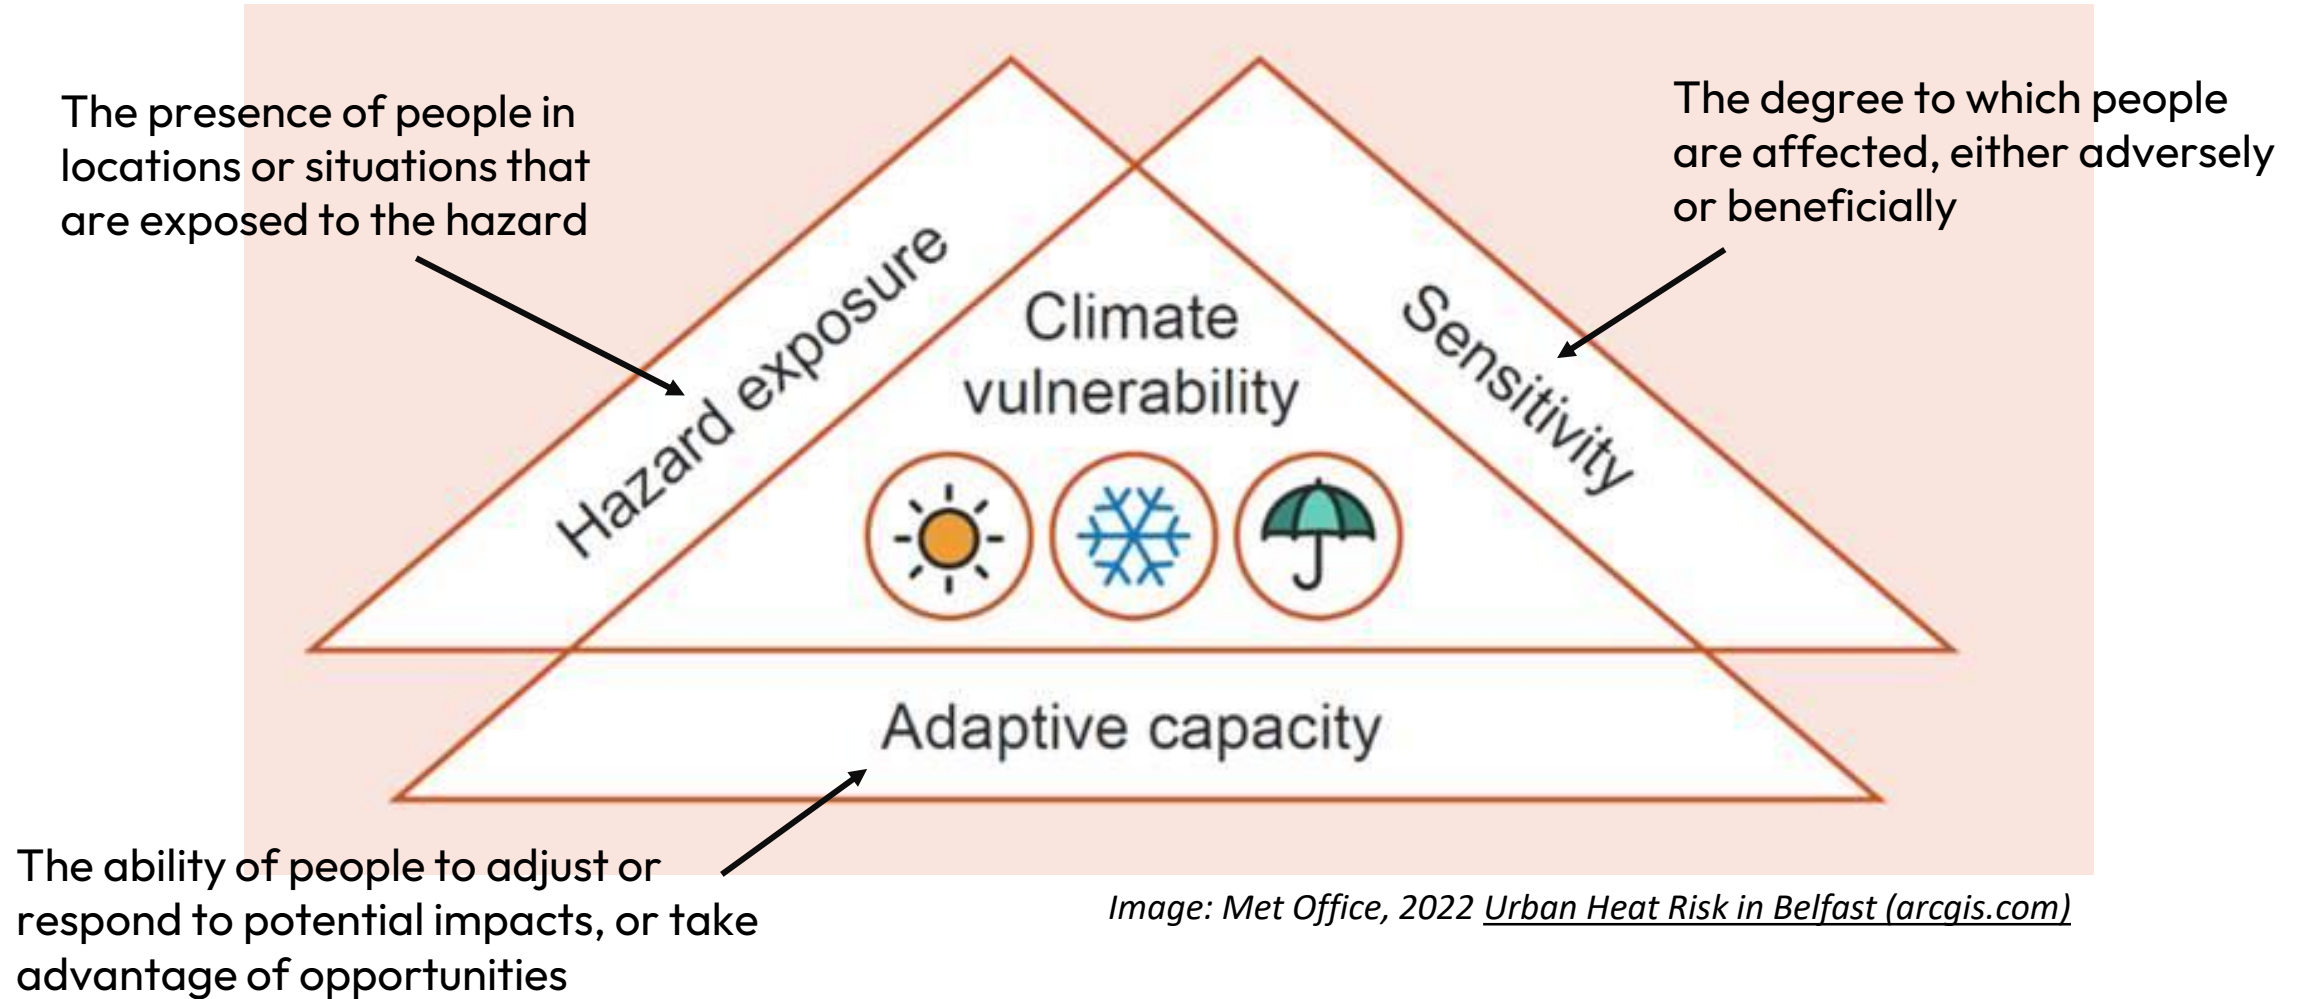 The presence of people in
locations or situations that
are exposed to the hazard
The degree to which people
are affected, either adversely
or beneficially
Hazard exposure
Climate
vulnerability
Sensitivity
Adaptive capacity
The ability of people to adjust or
respond to potential impacts, or take
advantage of opportunities
Image: Met Office, 2022 Urban Heat Risk in Belfast (arcgis.com)